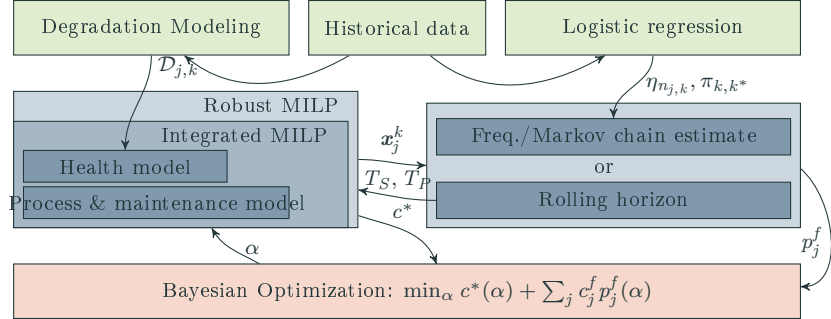 Degradation Modeling
Historical data
Logistic regression
𝒟_{j,k}
η_{n_{j,k}}, π_{k,k*}
Robust MILP
Integrated MILP
Health model
Process & maintenance model
x_j^k
T_S, T_P
c*
Freq./Markov chain estimate
or
Rolling horizon
α
p_j^f
Bayesian Optimization: min_α c*(α) + ∑_j c_j^f p_j^f(α)